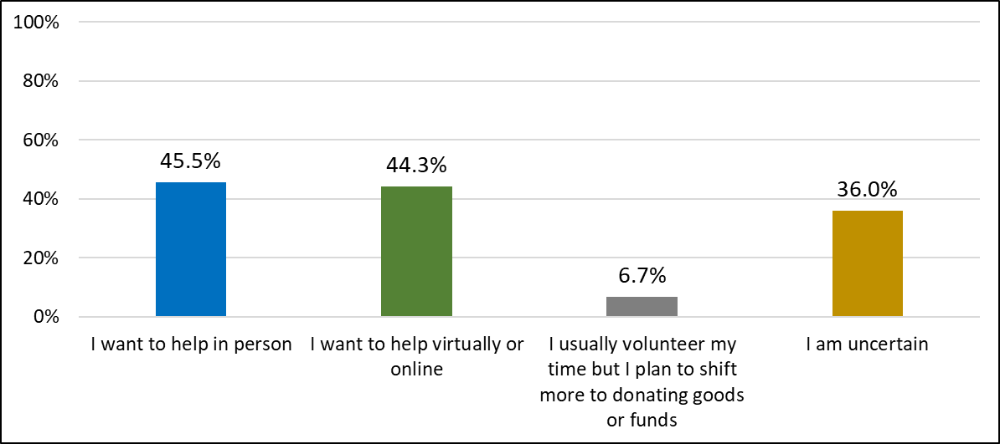 100%
80%
60%
40%
20%
0%
45.5%
44.3%
6.7%
36.0%
I want to help in person
I want to help virtually or
online
I usually volunteer my
time but I plan to shift
more to donating goods
or funds
I am uncertain